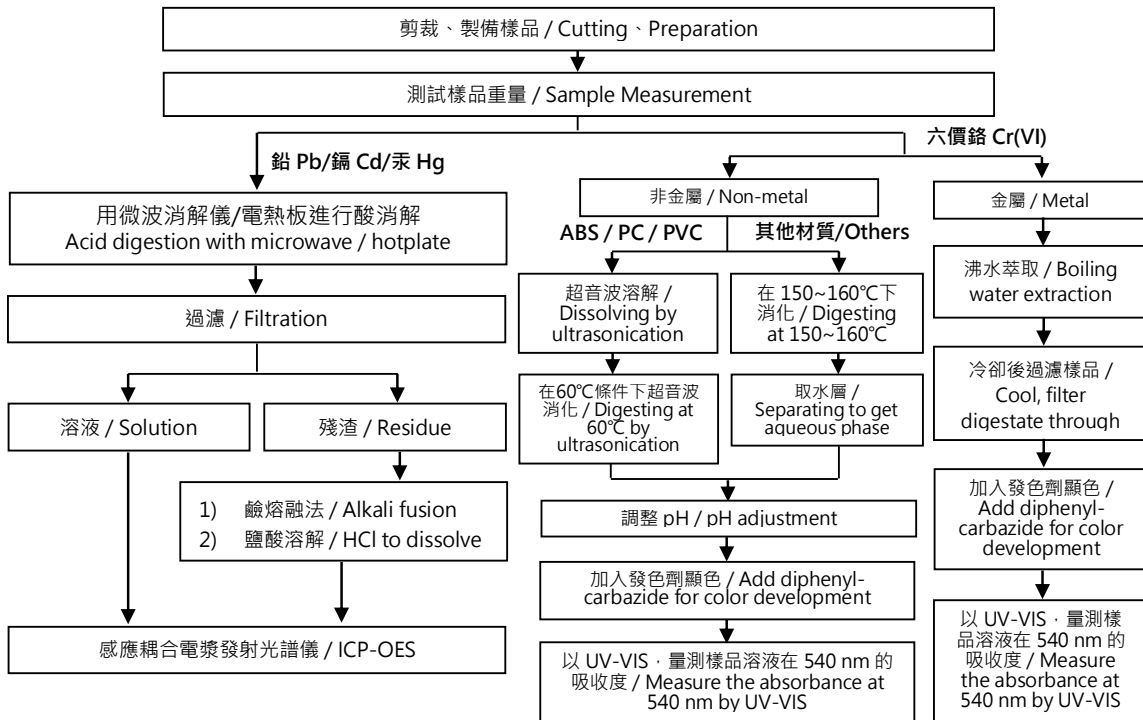 剪裁、製備樣品 / Cutting、Preparation
測試樣品重量 / Sample Measurement
鉛 Pb/鎘 Cd/汞 Hg
六價鉻 Cr(VI)
用微波消解儀/電熱板進行酸消解
Acid digestion with microwave / hotplate
過濾 / Filtration
溶液 / Solution
殘渣 / Residue
1) 鹼熔融法 / Alkali fusion
2) 鹽酸溶解 / HCl to dissolve
感應耦合電漿發射光譜儀 / ICP-OES
非金屬 / Non-metal
ABS / PC / PVC
其他材質/Others
超音波溶解 /
Dissolving by
ultrasonication
在60℃條件下超音波
消化 / Digesting at
60℃ by
ultrasonication
在 150~160℃下
消化 / Digesting
at 150~160℃
取水層 /
Separating to get
aqueous phase
調整 pH / pH adjustment
加入發色劑顯色 / Add diphenyl-
carbazide for color development
以 UV-VIS，量測樣品溶液在 540 nm 的
吸收度 / Measure the absorbance at
540 nm by UV-VIS
金屬 / Metal
沸水萃取 / Boiling
water extraction
冷卻後過濾樣品 /
Cool, filter
digestate through
加入發色劑顯色 /
Add diphenyl-
carbazide for color
development
以 UV-VIS，量測樣
品溶液在 540 nm 的
吸收度 / Measure
the absorbance at
540 nm by UV-VIS